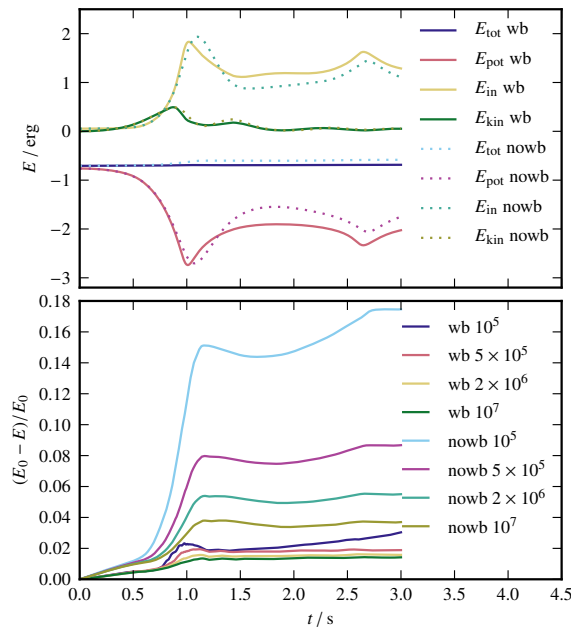 2
1
0
−1
−2
−3
E / erg
E_tot wb
E_pot wb
E_in wb
E_kin wb
E_tot nowb
E_pot nowb
E_in nowb
E_kin nowb
0.18
0.16
0.14
0.12
0.10
0.08
0.06
0.04
0.02
0.00
(E_0 − E)/E_0
wb 10^5
wb 5 × 10^5
wb 2 × 10^6
wb 10^7
nowb 10^5
nowb 5 × 10^5
nowb 2 × 10^6
nowb 10^7
0.0 0.5 1.0 1.5 2.0 2.5 3.0 3.5 4.0 4.5
t / s